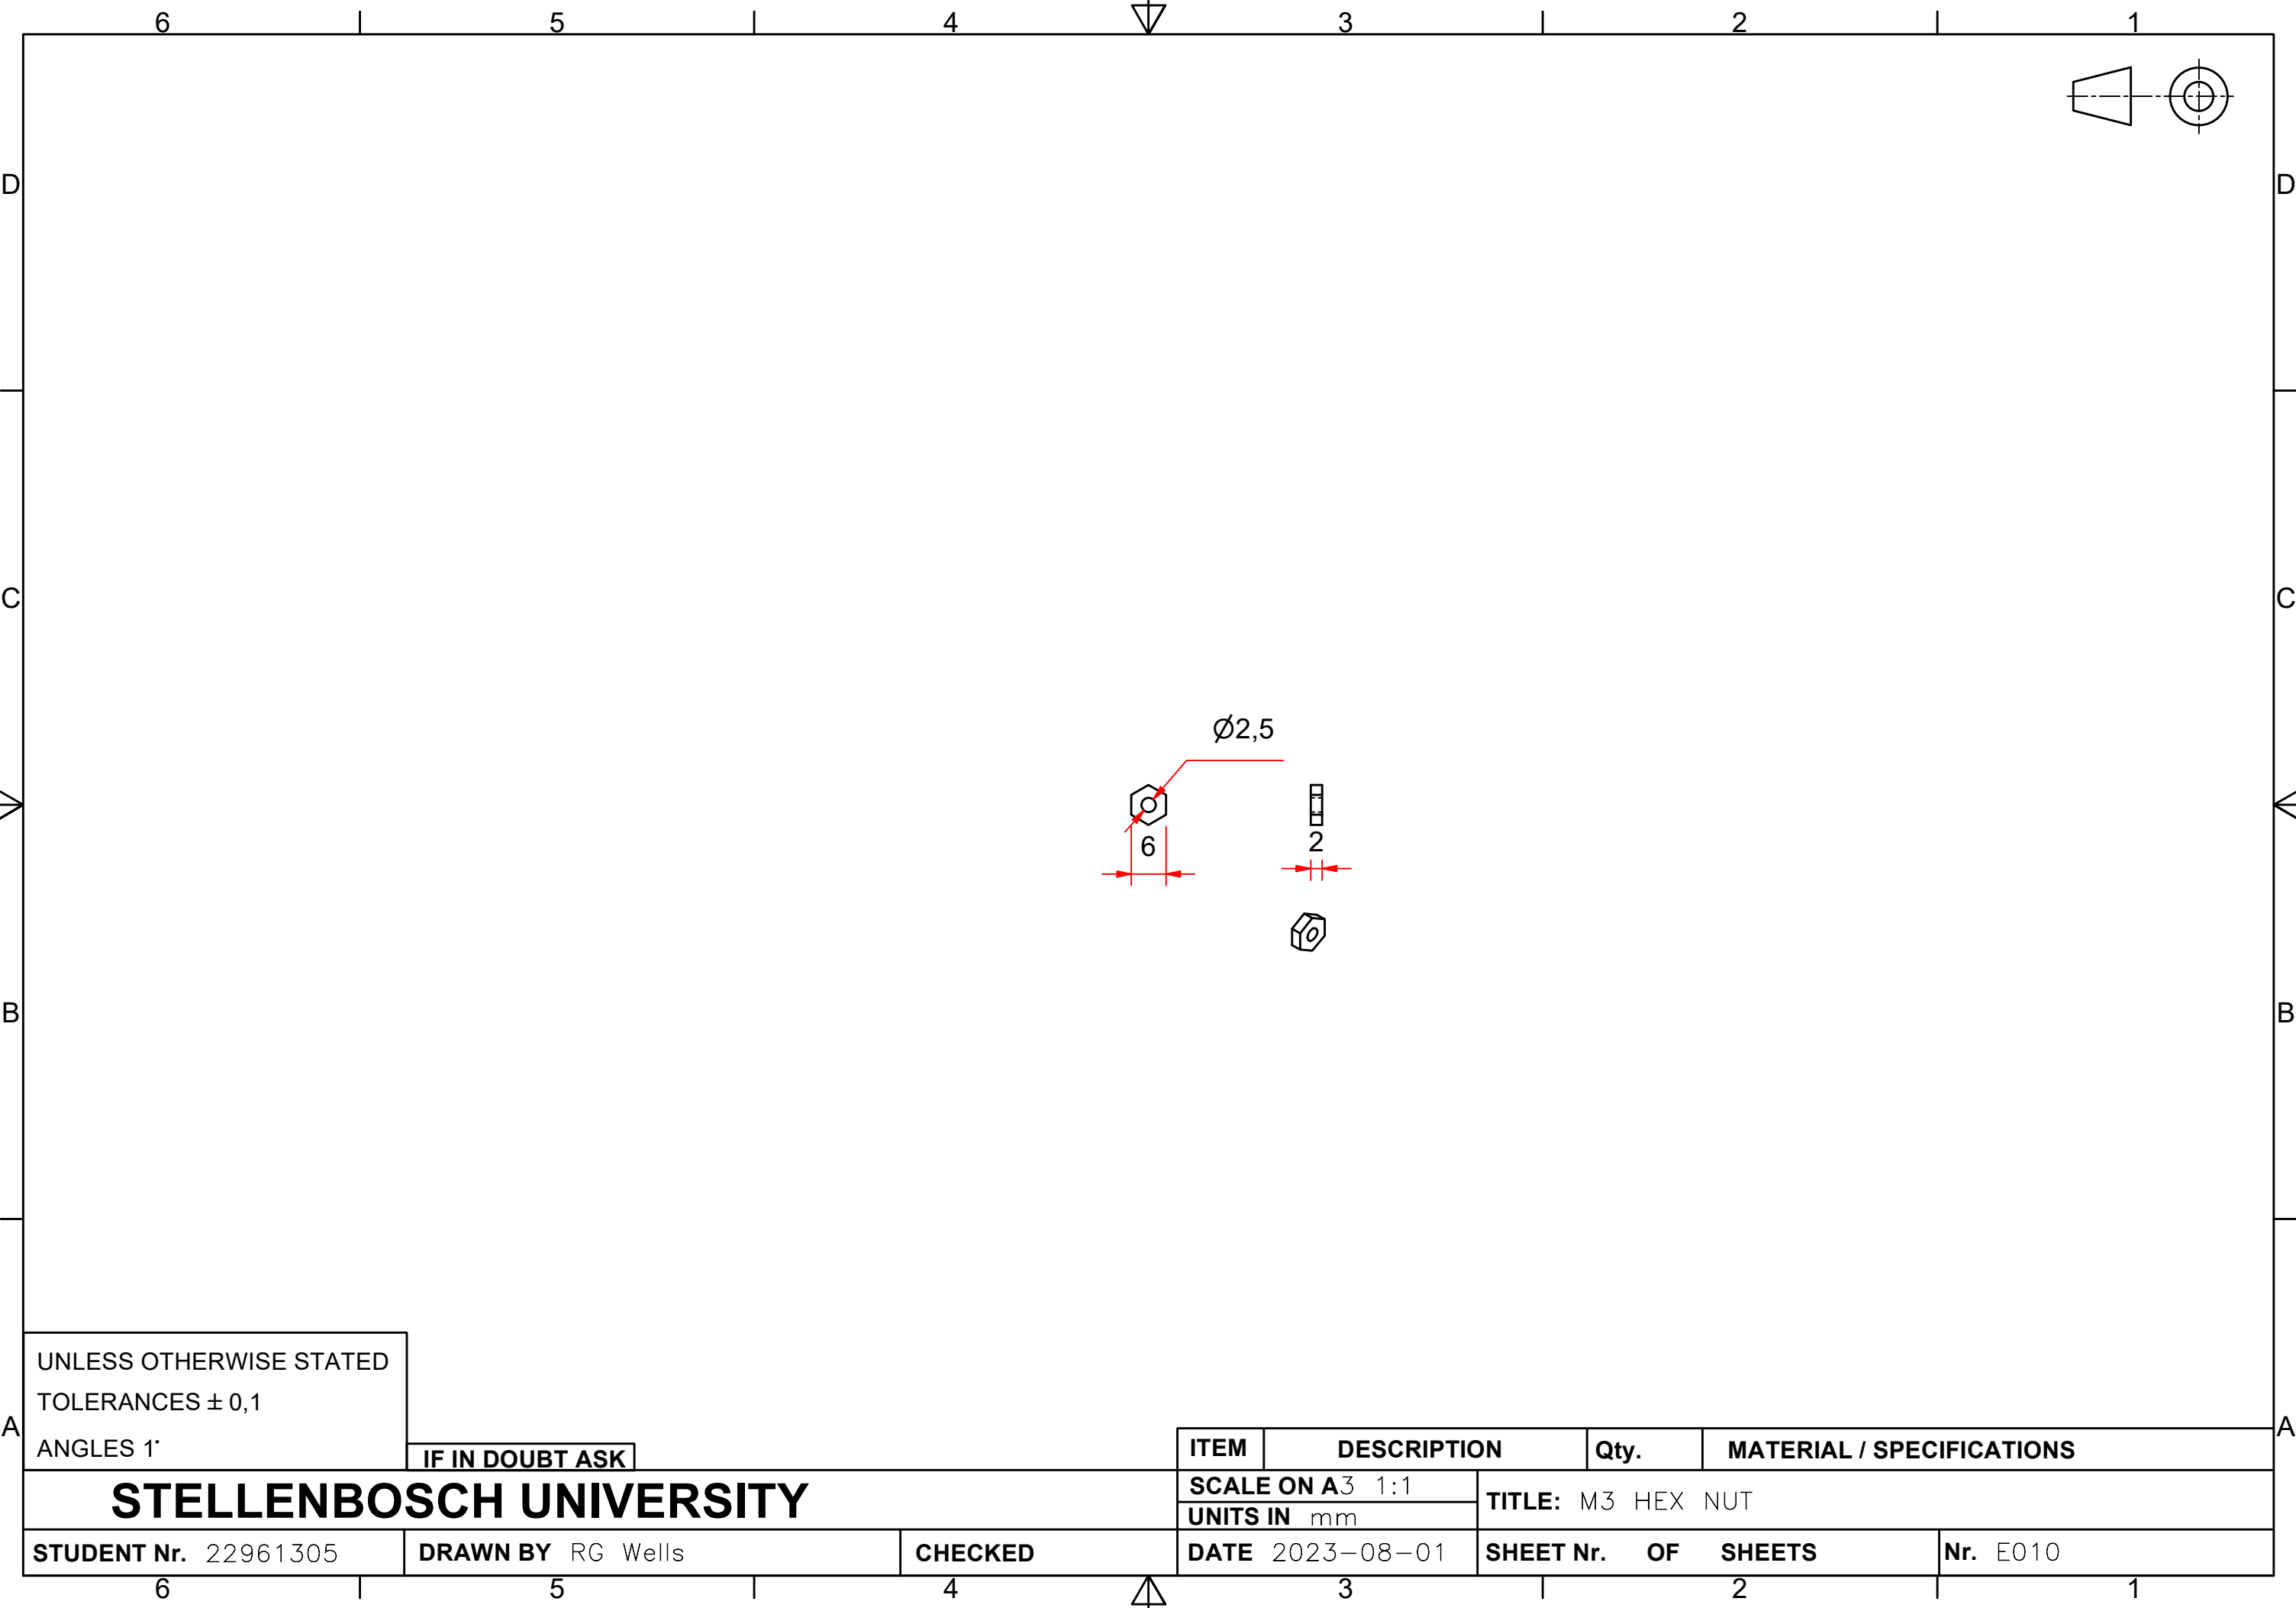 6 5 4 3 2 1
D D
C C
Ø2,5
6 2
B B
UNLESS OTHERWISE STATED
TOLERANCES ± 0,1
A A
ANGLES 1°
IF IN DOUBT ASK
ITEM DESCRIPTION Qty. MATERIAL / SPECIFICATIONS
STELLENBOSCH UNIVERSITY
SCALE ON A3 1:1
UNITS IN mm
TITLE: M3 HEX NUT
STUDENT Nr. 22961305 DRAWN BY RG Wells CHECKED DATE 2023-08-01 SHEET Nr. OF SHEETS Nr. E010
6 5 4 3 2 1